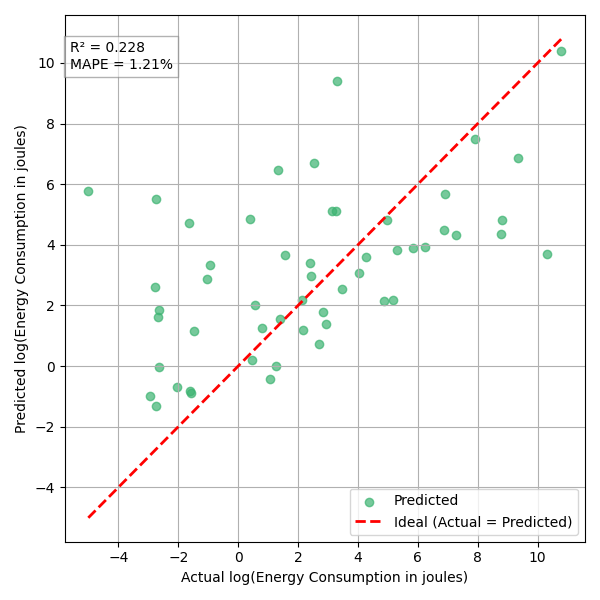 R² = 0.228
MAPE = 1.21%
10
8
6
4
2
0
−2
−4
Predicted log(Energy Consumption in joules)
Predicted
Ideal (Actual = Predicted)
−4 −2 0 2 4 6 8 10
Actual log(Energy Consumption in joules)